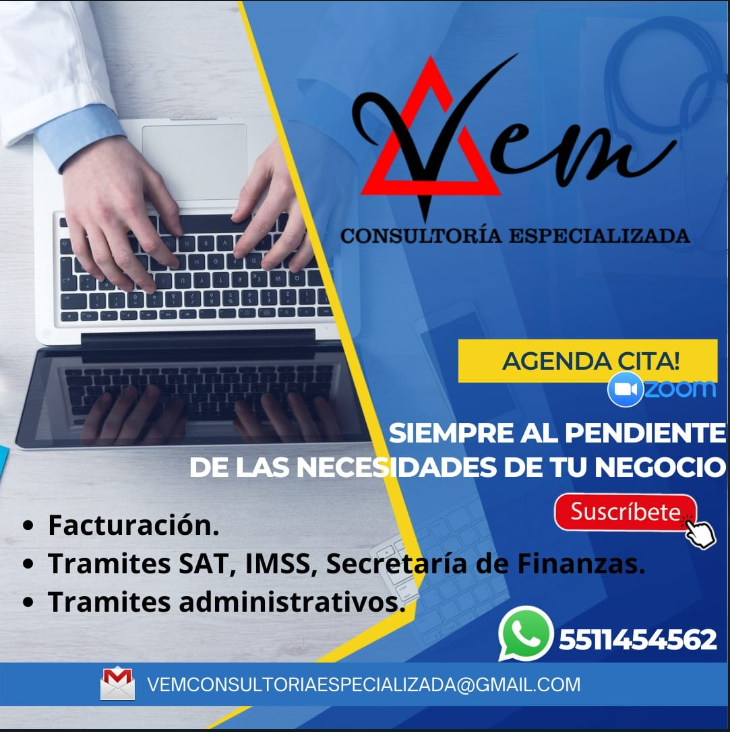 Vem
CONSULTORÍA ESPECIALIZADA
AGENDA CITA!
zoom
SIEMPRE AL PENDIENTE
DE LAS NECESIDADES DE TU NEGOCIO
Suscríbete
• Facturación.
• Tramites SAT, IMSS, Secretaría de Finanzas.
• Tramites administrativos.
5511454562
VEMCONSULTORIAESPECIALIZADA@GMAIL.COM